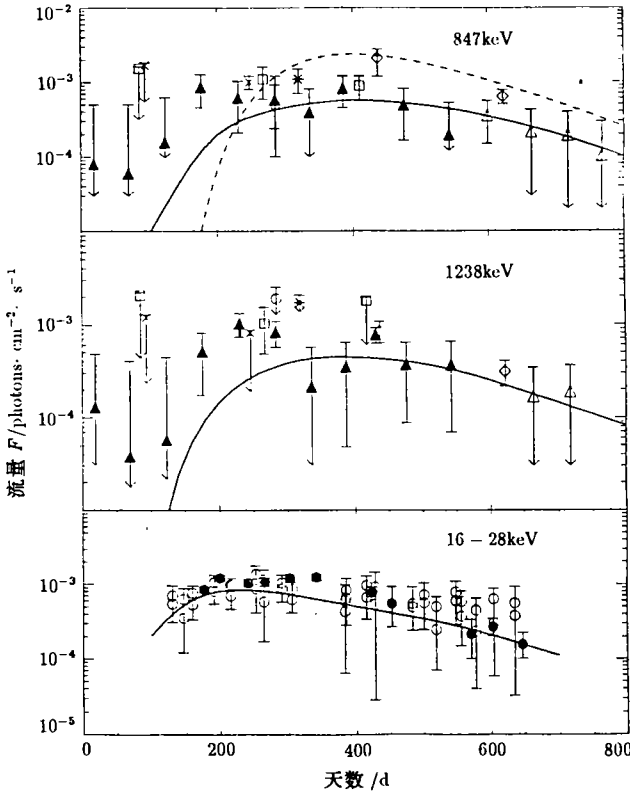 10⁻²
847keV
10⁻³
10⁻⁴
1238keV
10⁻³
10⁻⁴
流量 F/photons·cm⁻²·s⁻¹
16-28keV
10⁻³
10⁻⁴
10⁻⁵
0 200 400 600 800
天数/d